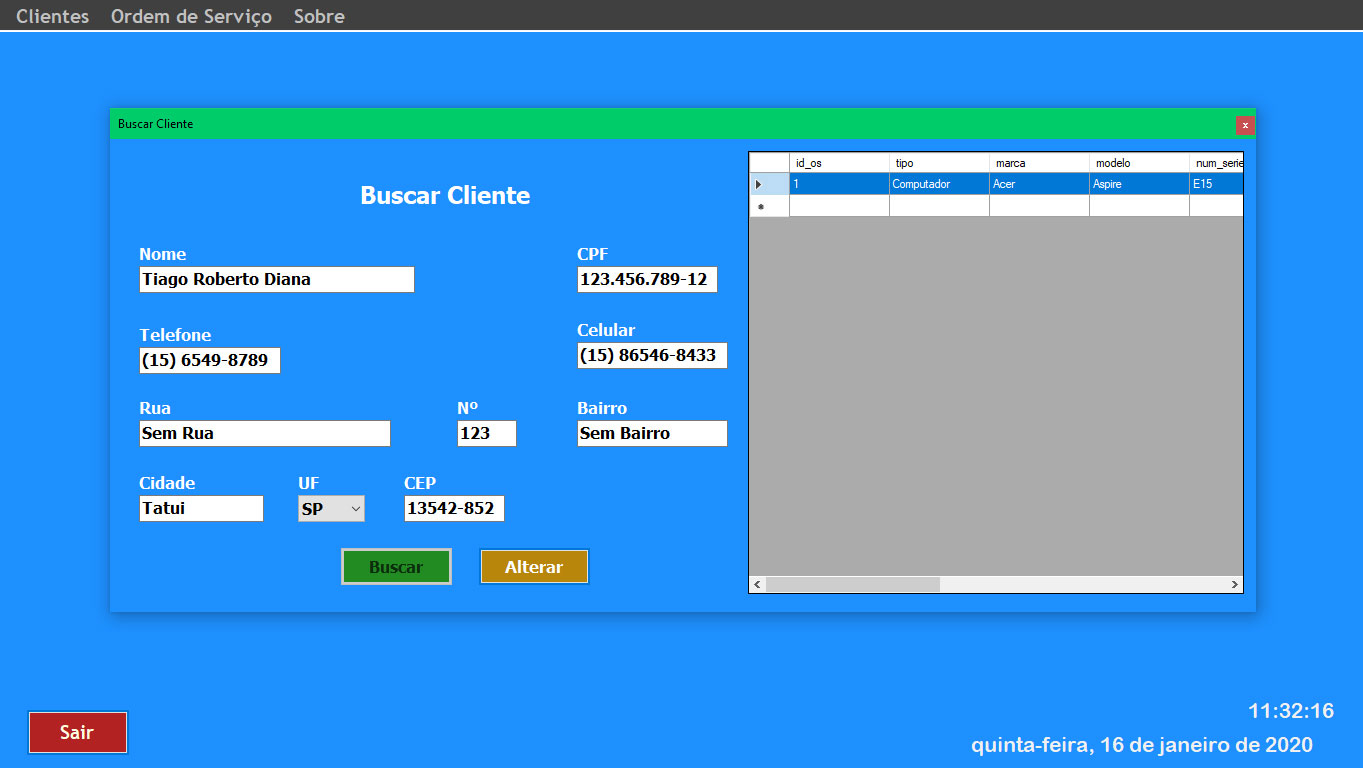 Clientes Ordem de Serviço Sobre
Buscar Cliente x
Buscar Cliente
Nome CPF
Tiago Roberto Diana 123.456.789-12
Telefone Celular
(15) 6549-8789 (15) 86546-8433
Rua Nº Bairro
Sem Rua 123 Sem Bairro
Cidade UF CEP
Tatui SP 13542-852
Buscar Alterar
id_os tipo marca modelo num_serie
1 Computador Acer Aspire E15
Sair
11:32:16
quinta-feira, 16 de janeiro de 2020